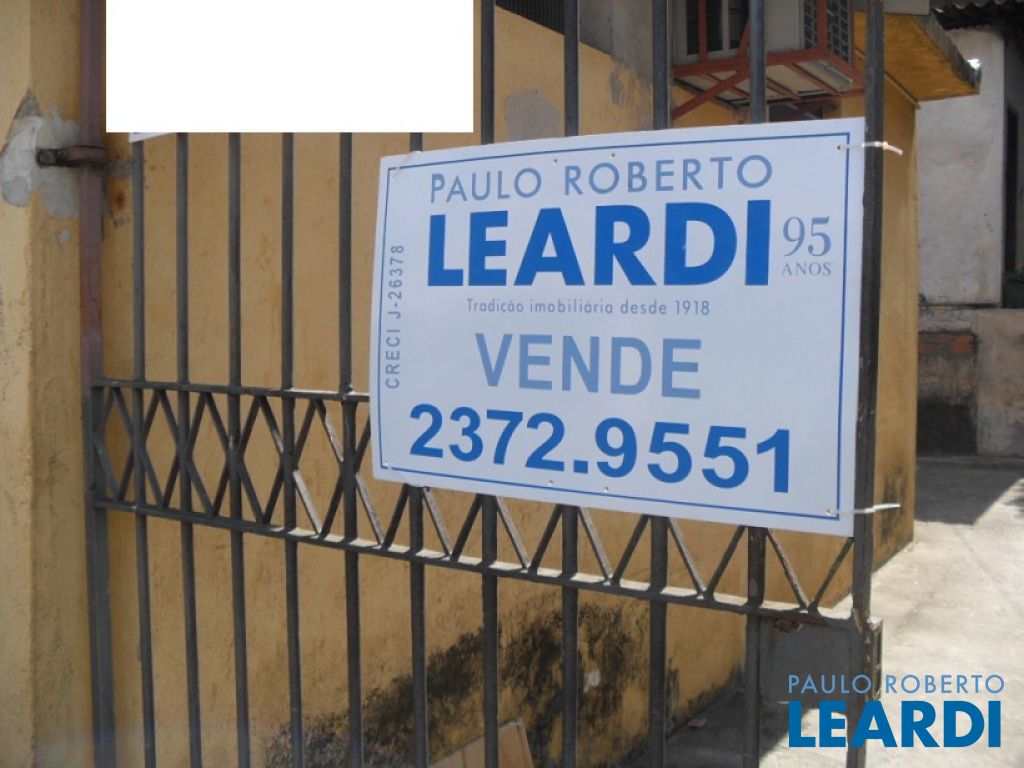 PAULO ROBERTO
LEARDI
95
ANOS
Tradição imobiliária desde 1918
CRECI J-26378
VENDE
2372.9551
PAULO ROBERTO
LEARDI